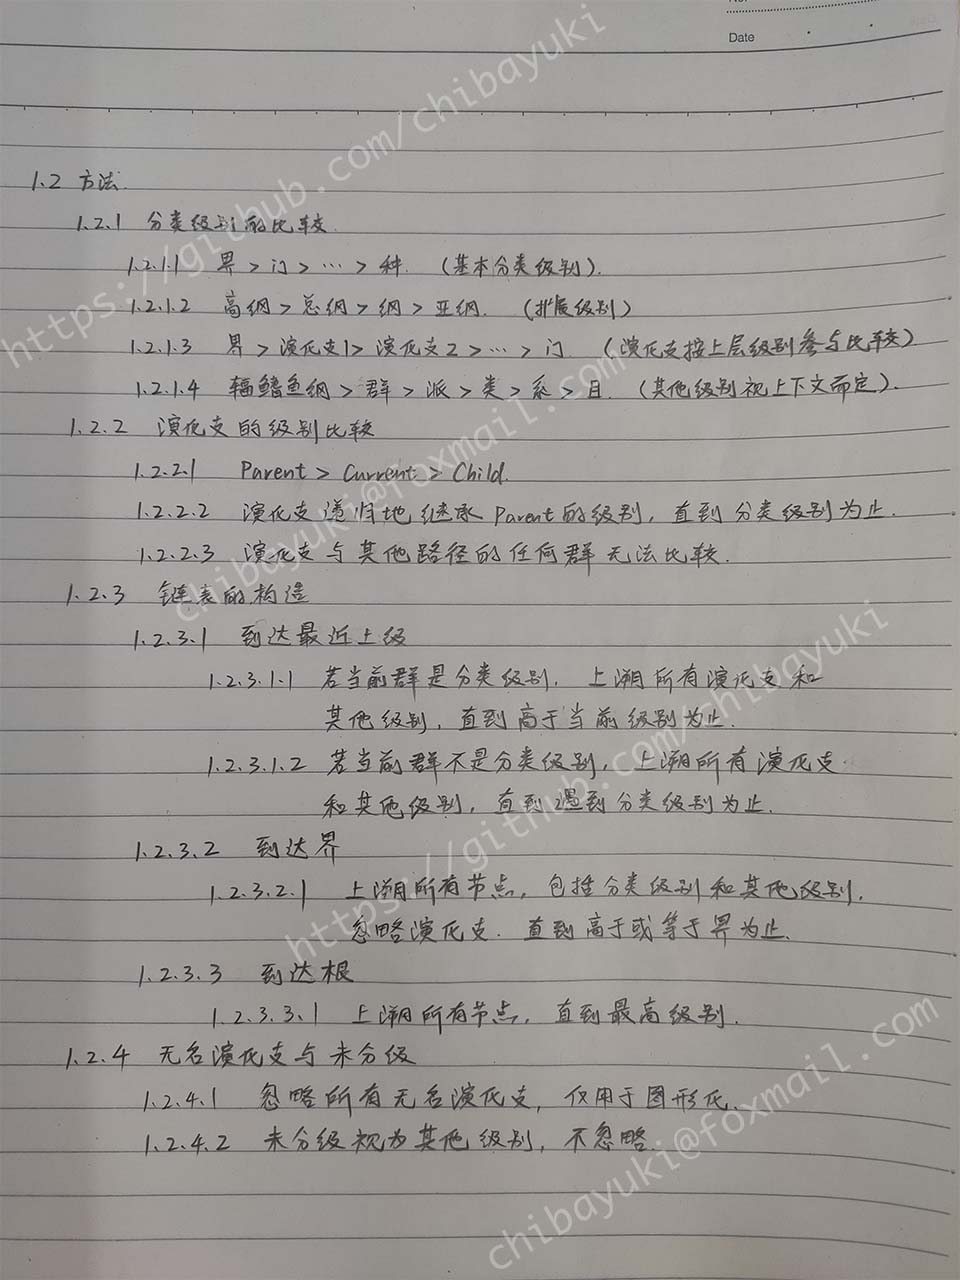 No
Date
1.2 方法.
1.2.1 分类级别的比较.
1.2.1.1 界 > 门 > … > 种. (基本分类级别).
1.2.1.2 高纲 > 总纲 > 纲 > 亚纲. (扩展级别)
1.2.1.3 界 > 演化支1 > 演化支2 > … > 门 (演化支按上层级别参与比较)
1.2.1.4 辐鳍鱼纲 > 群 > 派 > 类 > 系 > 目. (其他级别视上下文而定).
1.2.2 演化支的级别比较
1.2.2.1 Parent > Current > Child.
1.2.2.2 演化支递归地继承Parent的级别, 直到分类级别为止.
1.2.2.3 演化支与其他路径的任何群无法比较.
1.2.3 链表的构造
1.2.3.1 到达最近上级
1.2.3.1.1 若当前群是分类级别, 上溯所有演化支和
其他级别, 直到高于当前级别为止.
1.2.3.1.2 若当前群不是分类级别, 上溯所有演化支
和其他级别, 直到遇到分类级别为止.
1.2.3.2 到达界
1.2.3.2.1 上溯所有节点, 包括分类级别和其他级别,
忽略演化支. 直到高于或等于界为止.
1.2.3.3 到达根
1.2.3.3.1 上溯所有节点, 直到最高级别.
1.2.4 无名演化支与未分级
1.2.4.1 忽略所有无名演化支, 仅用于图形化.
1.2.4.2 未分级视为其他级别, 不忽略.
https://github.com/chibayuki
chibayuki@foxmail.com
https://github.com/chibayuki
chibayuki@foxmail.com